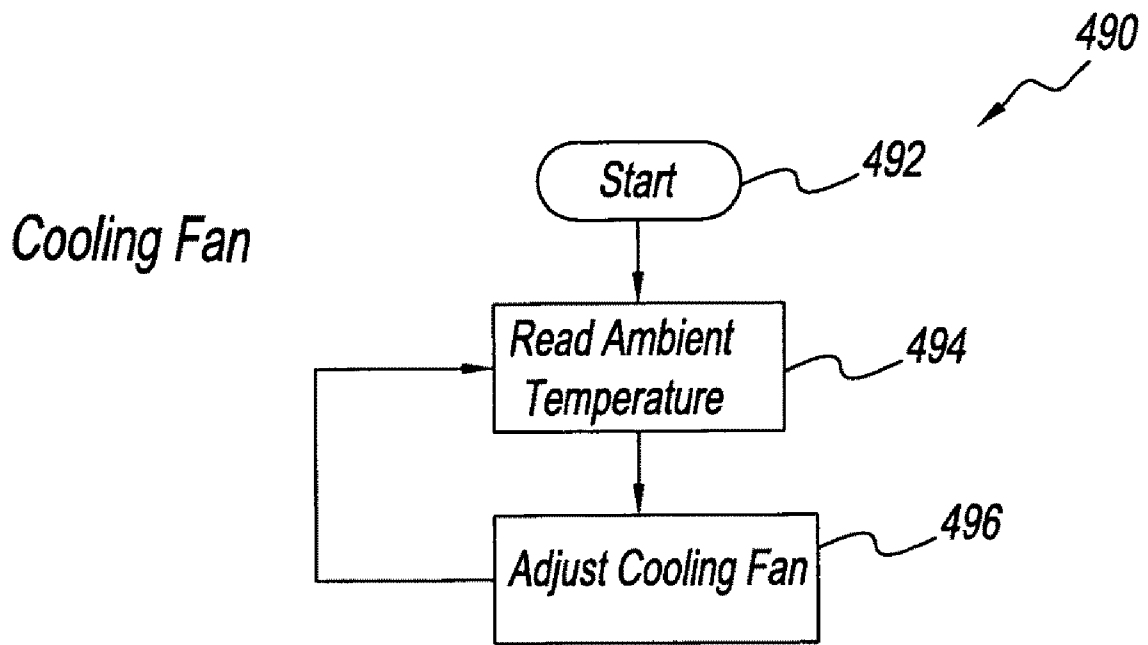 490
Start
492
Cooling Fan
Read Ambient
Temperature
494
Adjust Cooling Fan
496